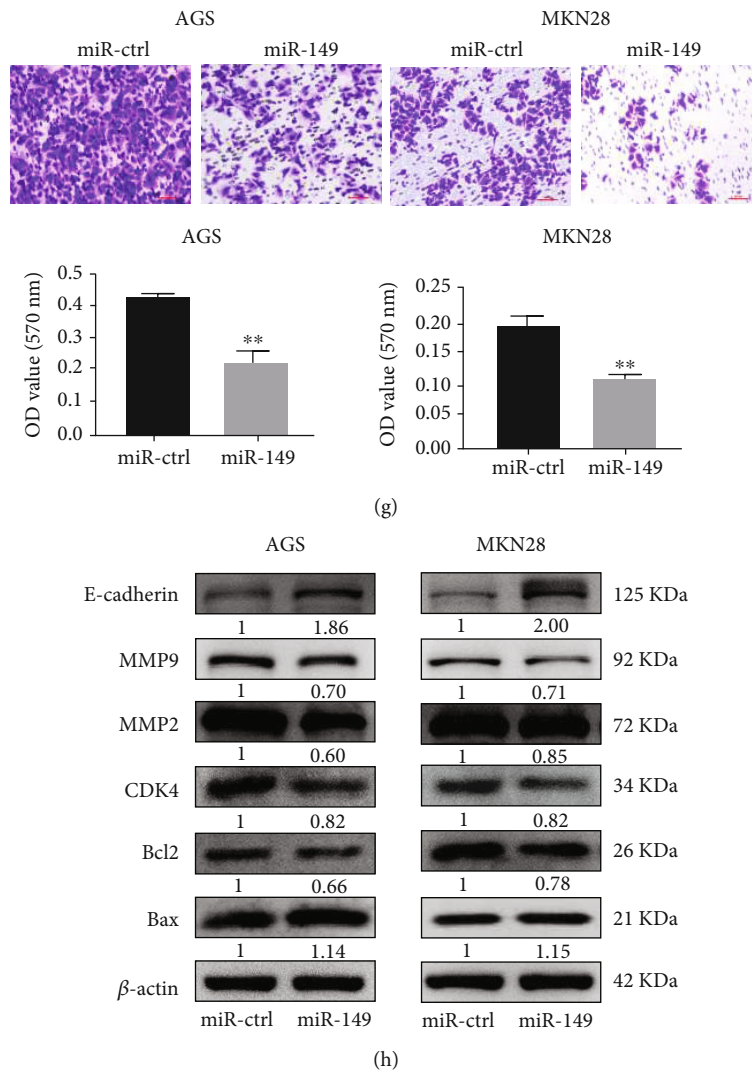 AGS MKN28
miR-ctrl miR-149 miR-ctrl miR-149
AGS MKN28
OD value (570 nm)
0.5
0.4
0.3
0.2
0.1
0.0
**
miR-ctrl miR-149
OD value (570 nm)
0.25
0.20
0.15
0.10
0.05
0.00
**
miR-ctrl miR-149
(g)
AGS MKN28
E-cadherin 125 KDa
1 1.86 1 2.00
MMP9 92 KDa
1 0.70 1 0.71
MMP2 72 KDa
1 0.60 1 0.85
CDK4 34 KDa
1 0.82 1 0.82
Bcl2 26 KDa
1 0.66 1 0.78
Bax 21 KDa
1 1.14 1 1.15
β-actin 42 KDa
miR-ctrl miR-149 miR-ctrl miR-149
(h)